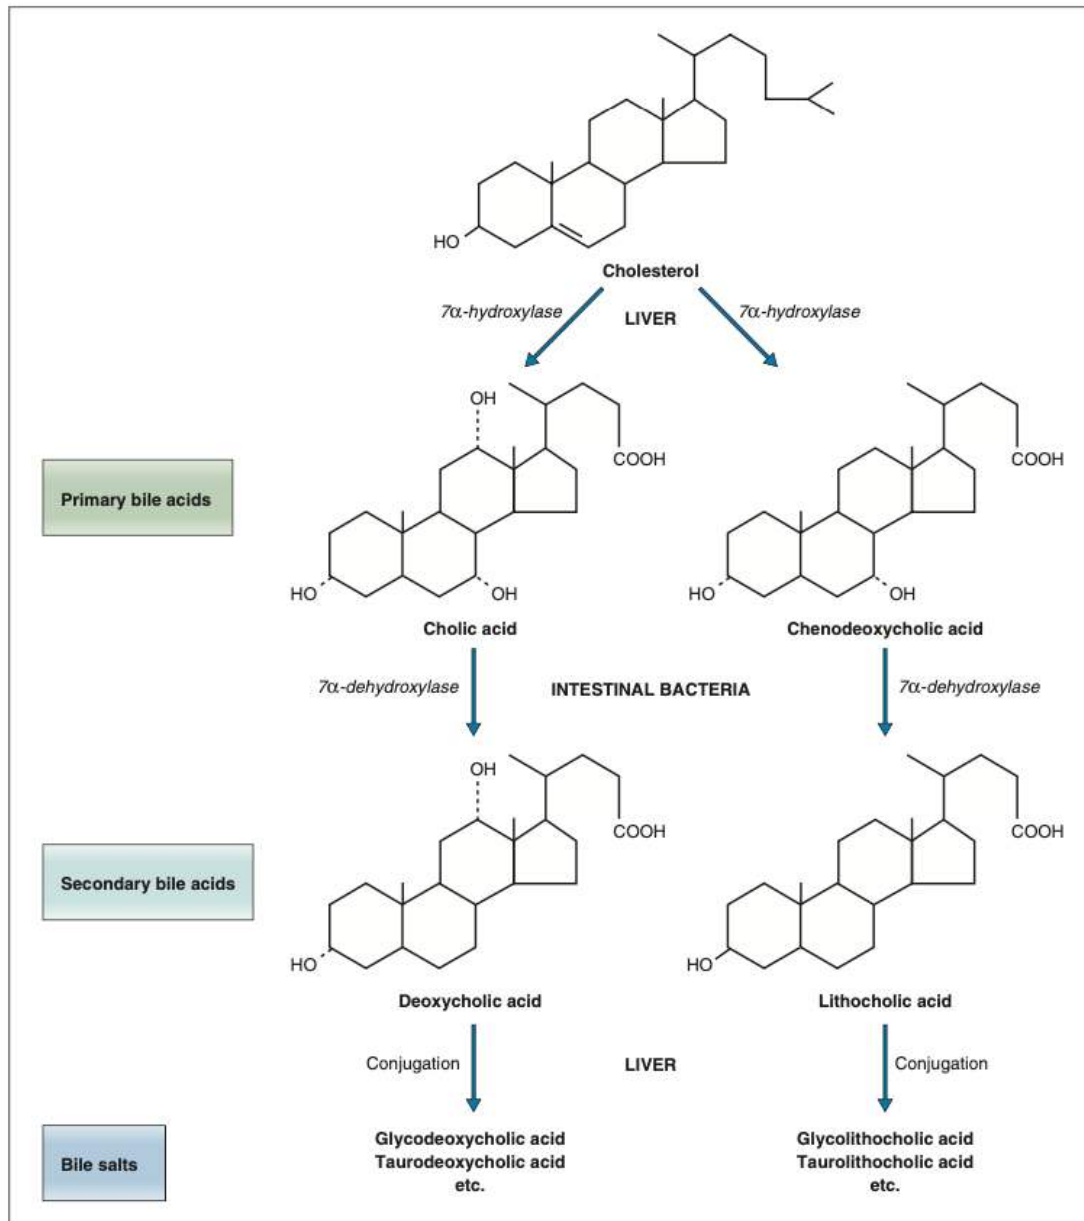 Cholesterol
HO
7α-hydroxylase
LIVER
7α-hydroxylase
OH
COOH
COOH
Primary bile acids
HO
OH
HO
OH
Cholic acid
Chenodeoxycholic acid
7α-dehydroxylase
INTESTINAL BACTERIA
7α-dehydroxylase
OH
COOH
COOH
Secondary bile acids
HO
HO
Deoxycholic acid
Lithocholic acid
Conjugation
LIVER
Conjugation
Bile salts
Glycodeoxycholic acid
Taurodeoxycholic acid
etc.
Glycolithocholic acid
Taurolithocholic acid
etc.